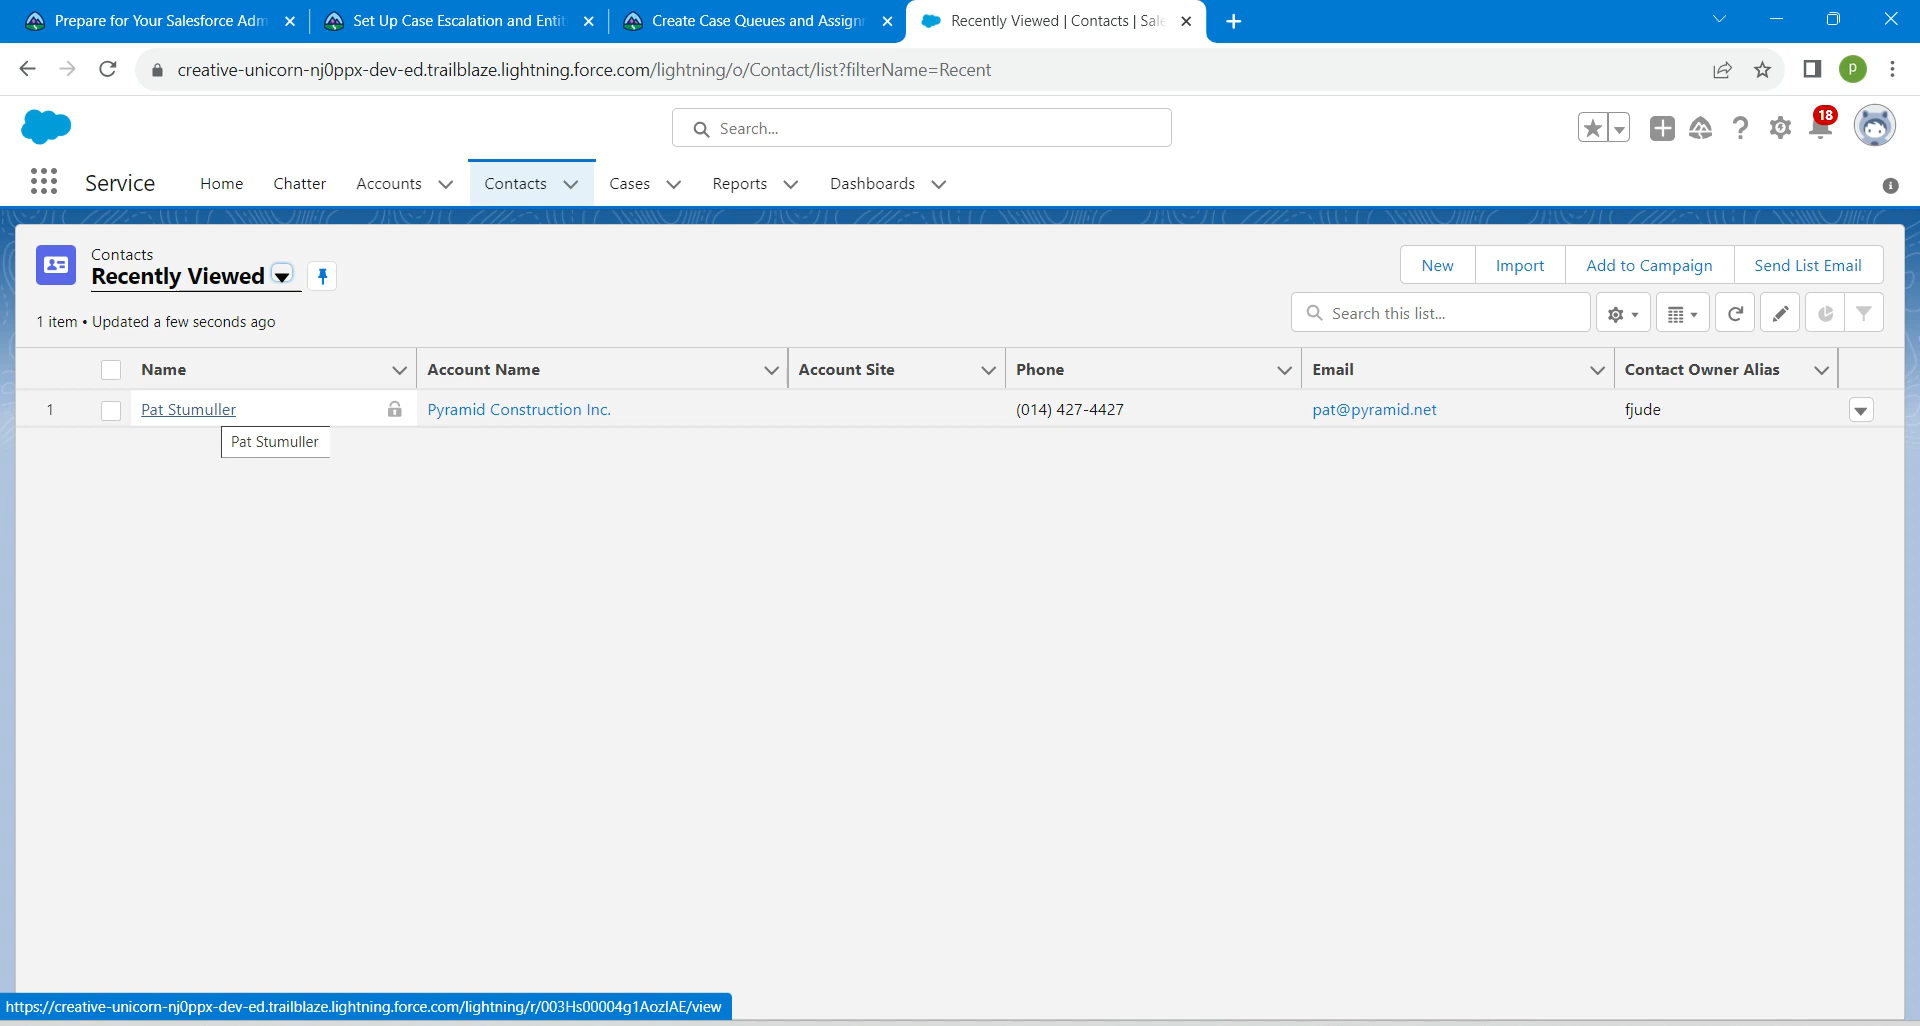 Prepare for Your Salesforce Adm
Set Up Case Escalation and Entit
Create Case Queues and Assignr
Recently Viewed | Contacts | Sale
creative-unicorn-nj0ppx-dev-ed.trailblaze.lightning.force.com/lightning/o/Contact/list?filterName=Recent
p
Search...
18
Service
Home
Chatter
Accounts
Contacts
Cases
Reports
Dashboards
Contacts
Recently Viewed
New
Import
Add to Campaign
Send List Email
1 item • Updated a few seconds ago
Search this list...
Name
Account Name
Account Site
Phone
Email
Contact Owner Alias
1
Pat Stumuller
Pyramid Construction Inc.
(014) 427-4427
pat@pyramid.net
fjude
Pat Stumuller
https://creative-unicorn-nj0ppx-dev-ed.trailblaze.lightning.force.com/lightning/r/003Hs00004g1AozIAE/view